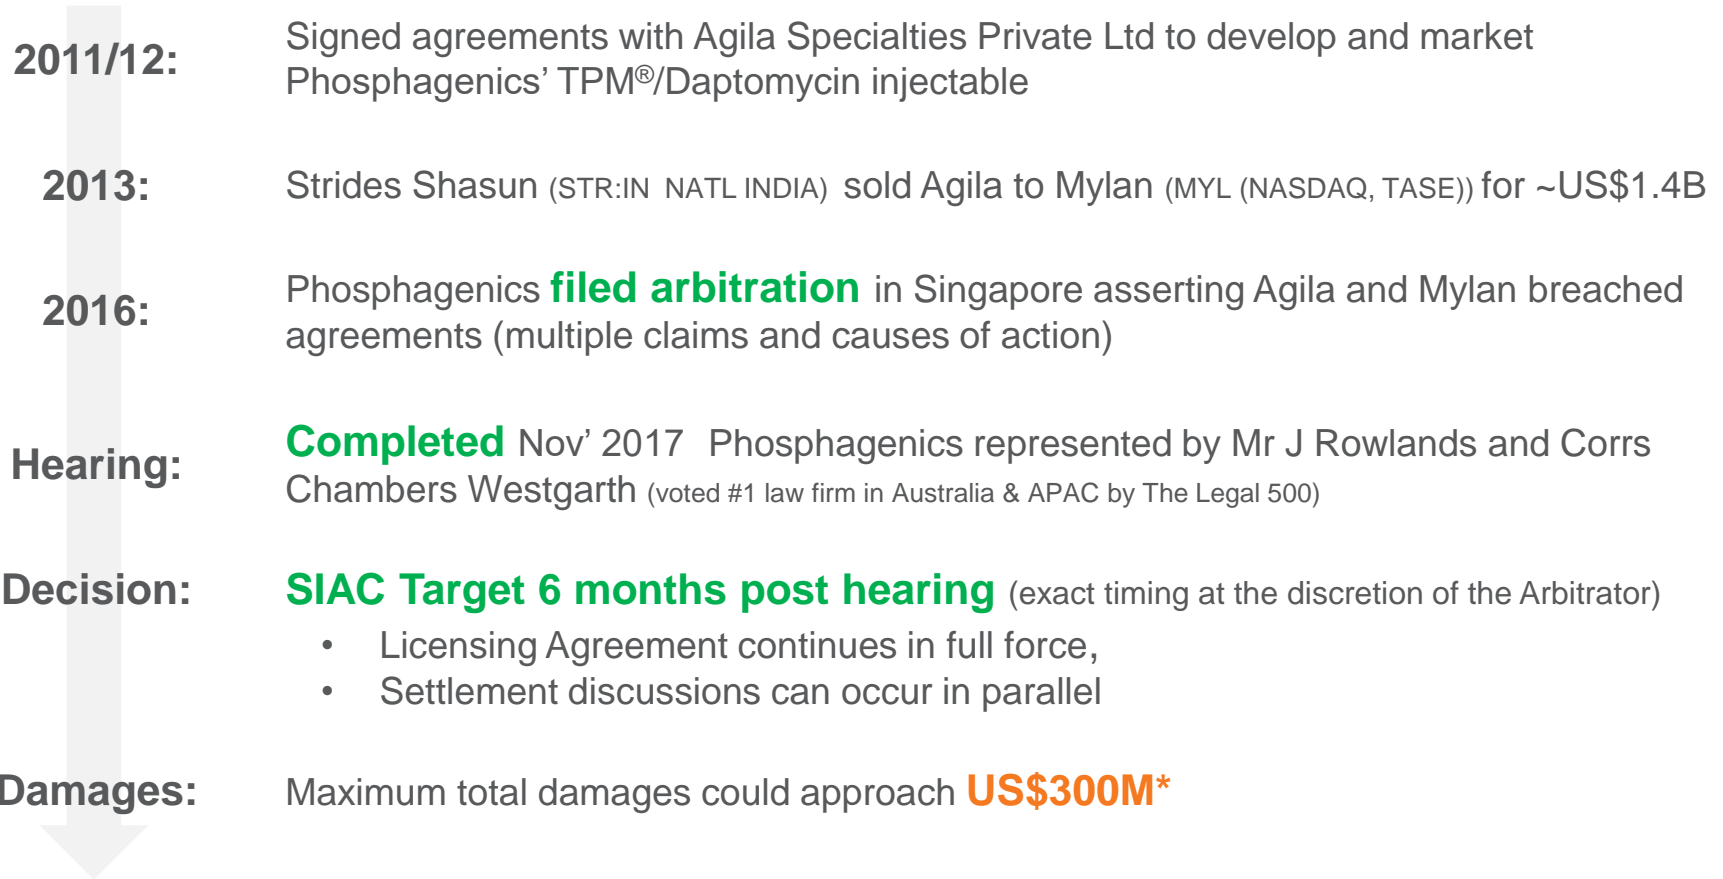 2011/12:
Signed agreements with Agila Specialties Private Ltd to develop and market
Phosphagenics’ TPM®/Daptomycin injectable
2013:
Strides Shasun (STR:IN NATL INDIA) sold Agila to Mylan (MYL (NASDAQ, TASE)) for ~US$1.4B
2016:
Phosphagenics filed arbitration in Singapore asserting Agila and Mylan breached
agreements (multiple claims and causes of action)
Hearing:
Completed Nov’ 2017 Phosphagenics represented by Mr J Rowlands and Corrs
Chambers Westgarth (voted #1 law firm in Australia & APAC by The Legal 500)
Decision:
SIAC Target 6 months post hearing (exact timing at the discretion of the Arbitrator)
• Licensing Agreement continues in full force,
• Settlement discussions can occur in parallel
Damages:
Maximum total damages could approach US$300M*